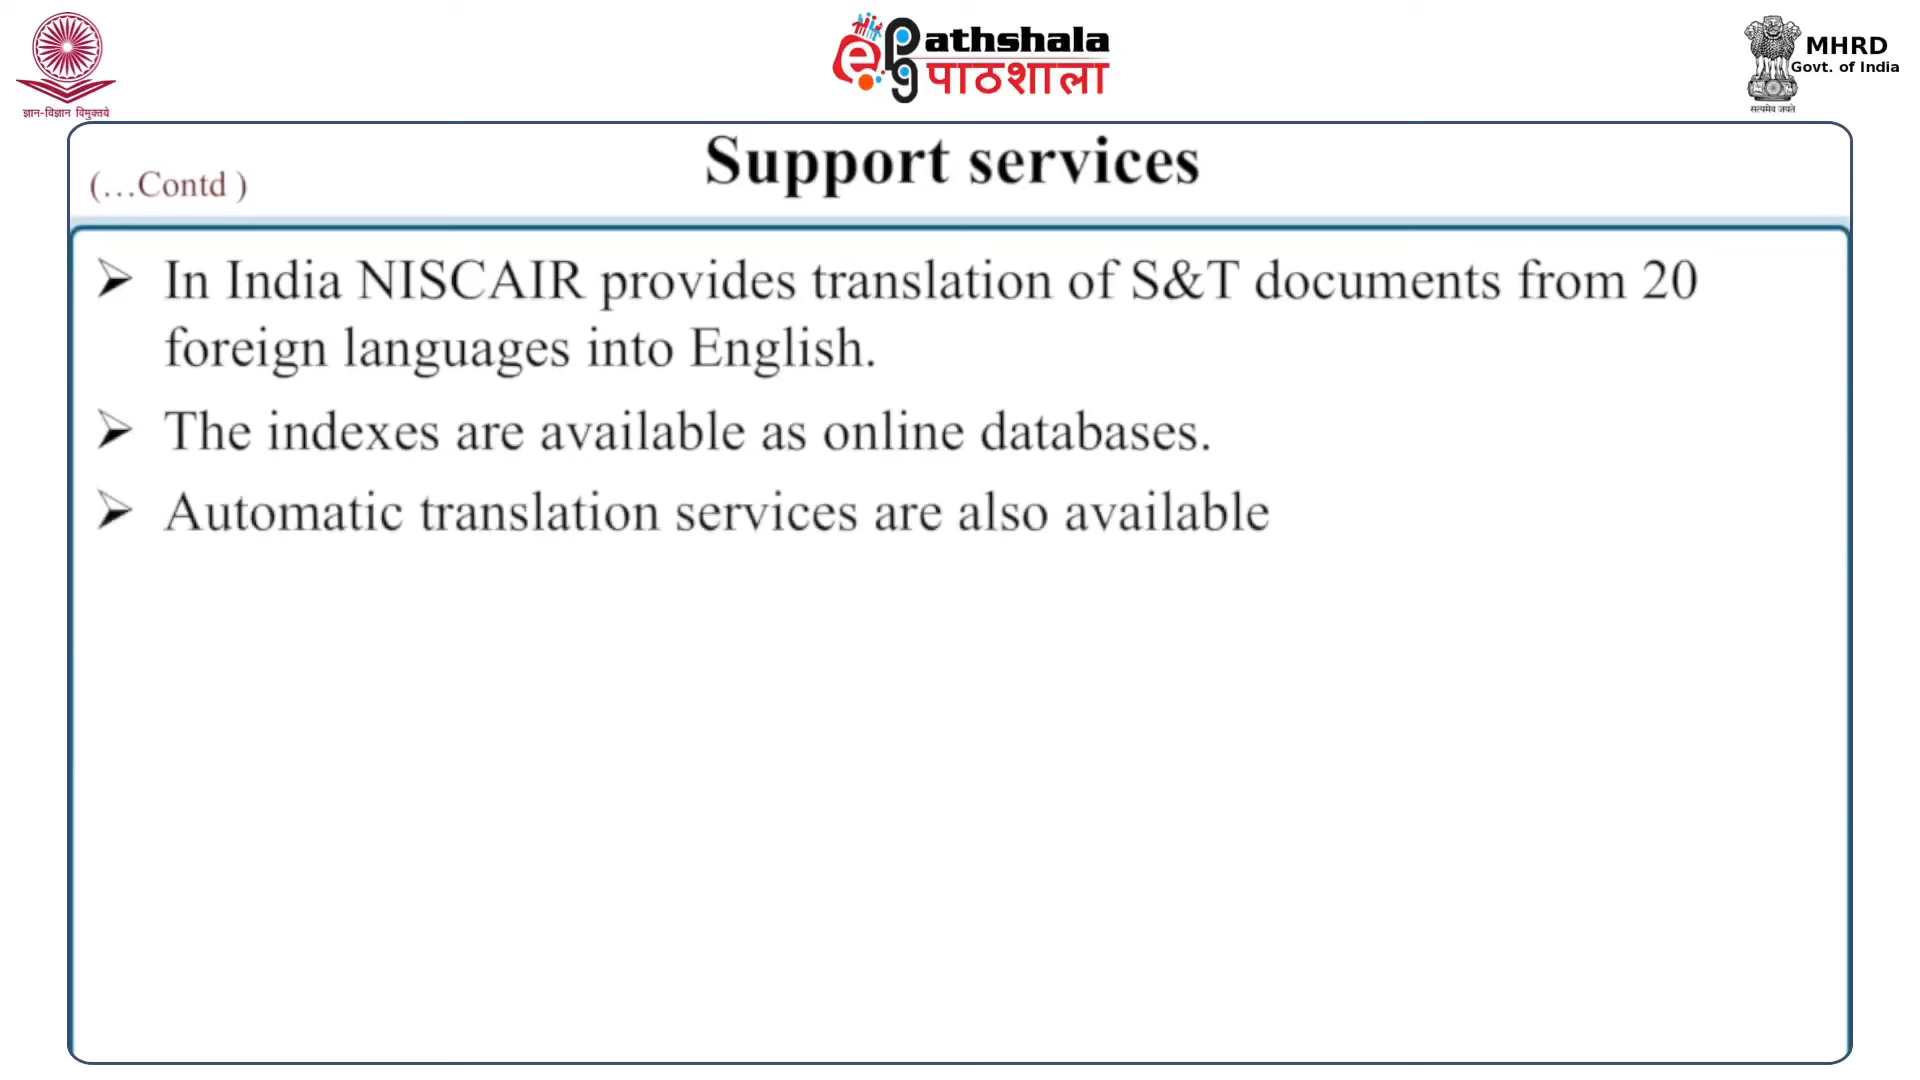 ज्ञान-विज्ञान विमुक्तये
e Pg athshala
पाठशाला
MHRD
Govt. of India
सत्यमेव जयते
Support services
(...Contd )
➢ In India NISCAIR provides translation of S&T documents from 20
foreign languages into English.
➢ The indexes are available as online databases.
➢ Automatic translation services are also available